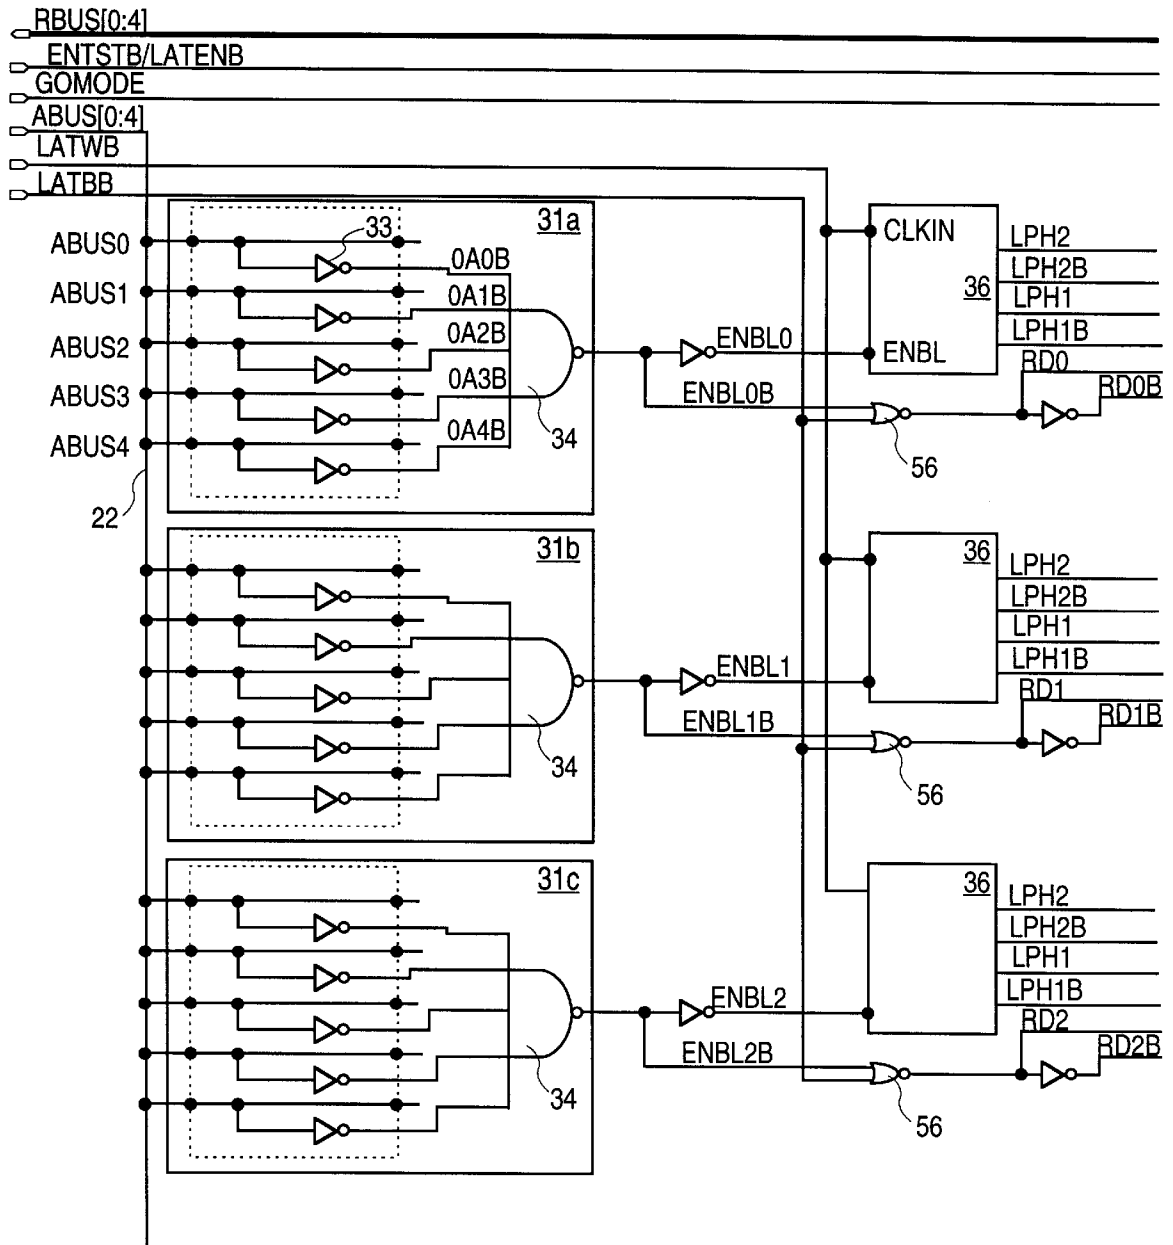 RBUS[0:4]
ENTSTB/LATENB
GOMODE
ABUS[0:4]
LATWB
LATBB
31a
33
ABUS0
0A0B
ABUS1
0A1B
ABUS2
0A2B
ABUS3
0A3B
ABUS4
0A4B
34
22
ENBL0
ENBL0B
CLKIN
36
ENBL
LPH2
LPH2B
LPH1
LPH1B
RD0
RD0B
56
31b
34
ENBL1
ENBL1B
36
LPH2
LPH2B
LPH1
LPH1B
RD1
RD1B
56
31c
34
ENBL2
ENBL2B
36
LPH2
LPH2B
LPH1
LPH1B
RD2
RD2B
56